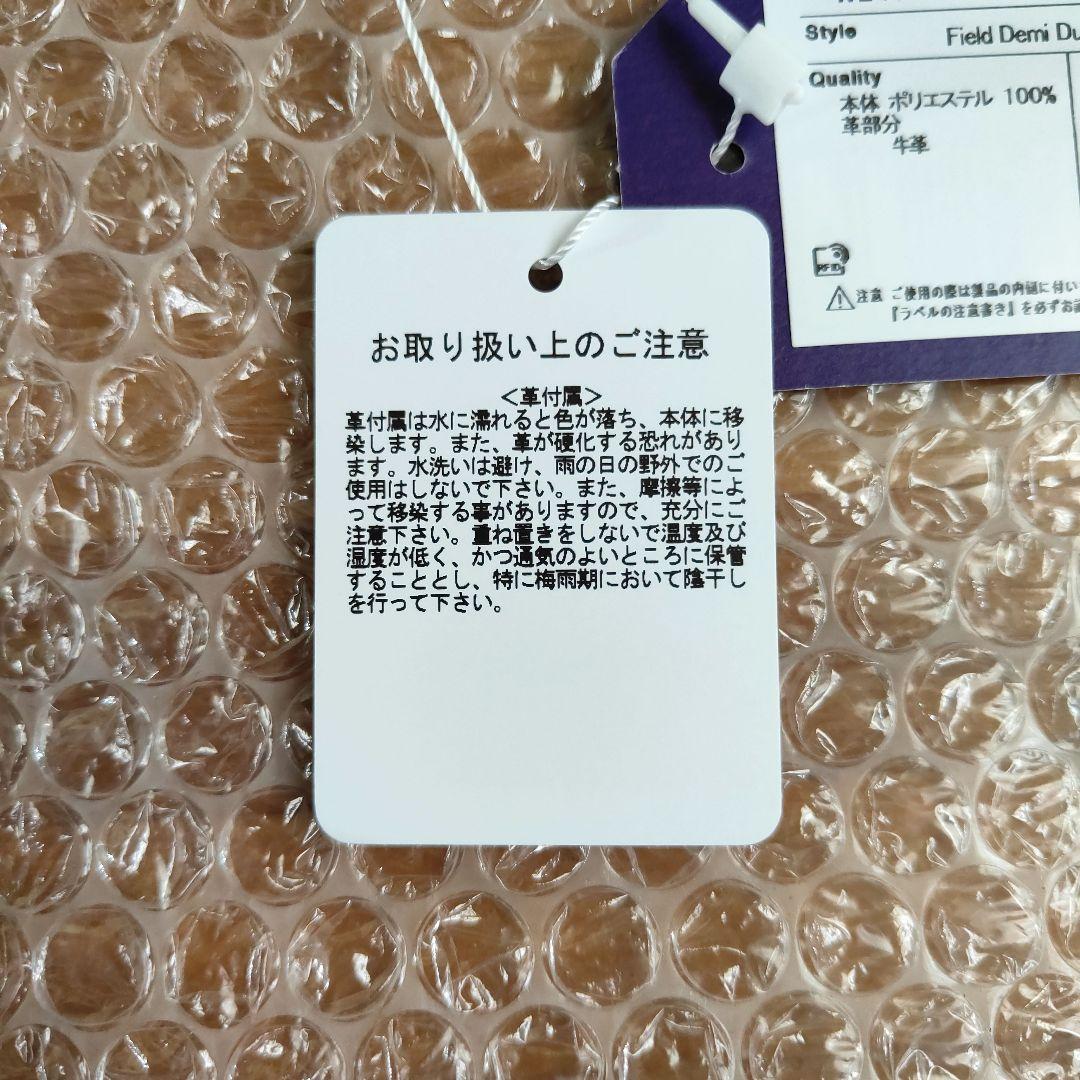 Style
Field Demi Du
Quality
本体 ポリエステル 100%
革部分
牛革
RFID
注意 ご使用の際は製品の内側に付い
『ラベルの注意書き』を必ずお読
お取り扱い上のご注意
<革付属>
革付属は水に濡れると色が落ち、本体に移
染します。また、革が硬化する恐れがあり
ます。水洗いは避け、雨の日の野外でのご
使用はしないで下さい。また、摩擦等によ
って移染する事がありますので、充分にご
注意下さい。重ね置きをしないで温度及び
湿度が低く、かつ通気のよいところに保管
することとし、特に梅雨期において陰干し
を行って下さい。